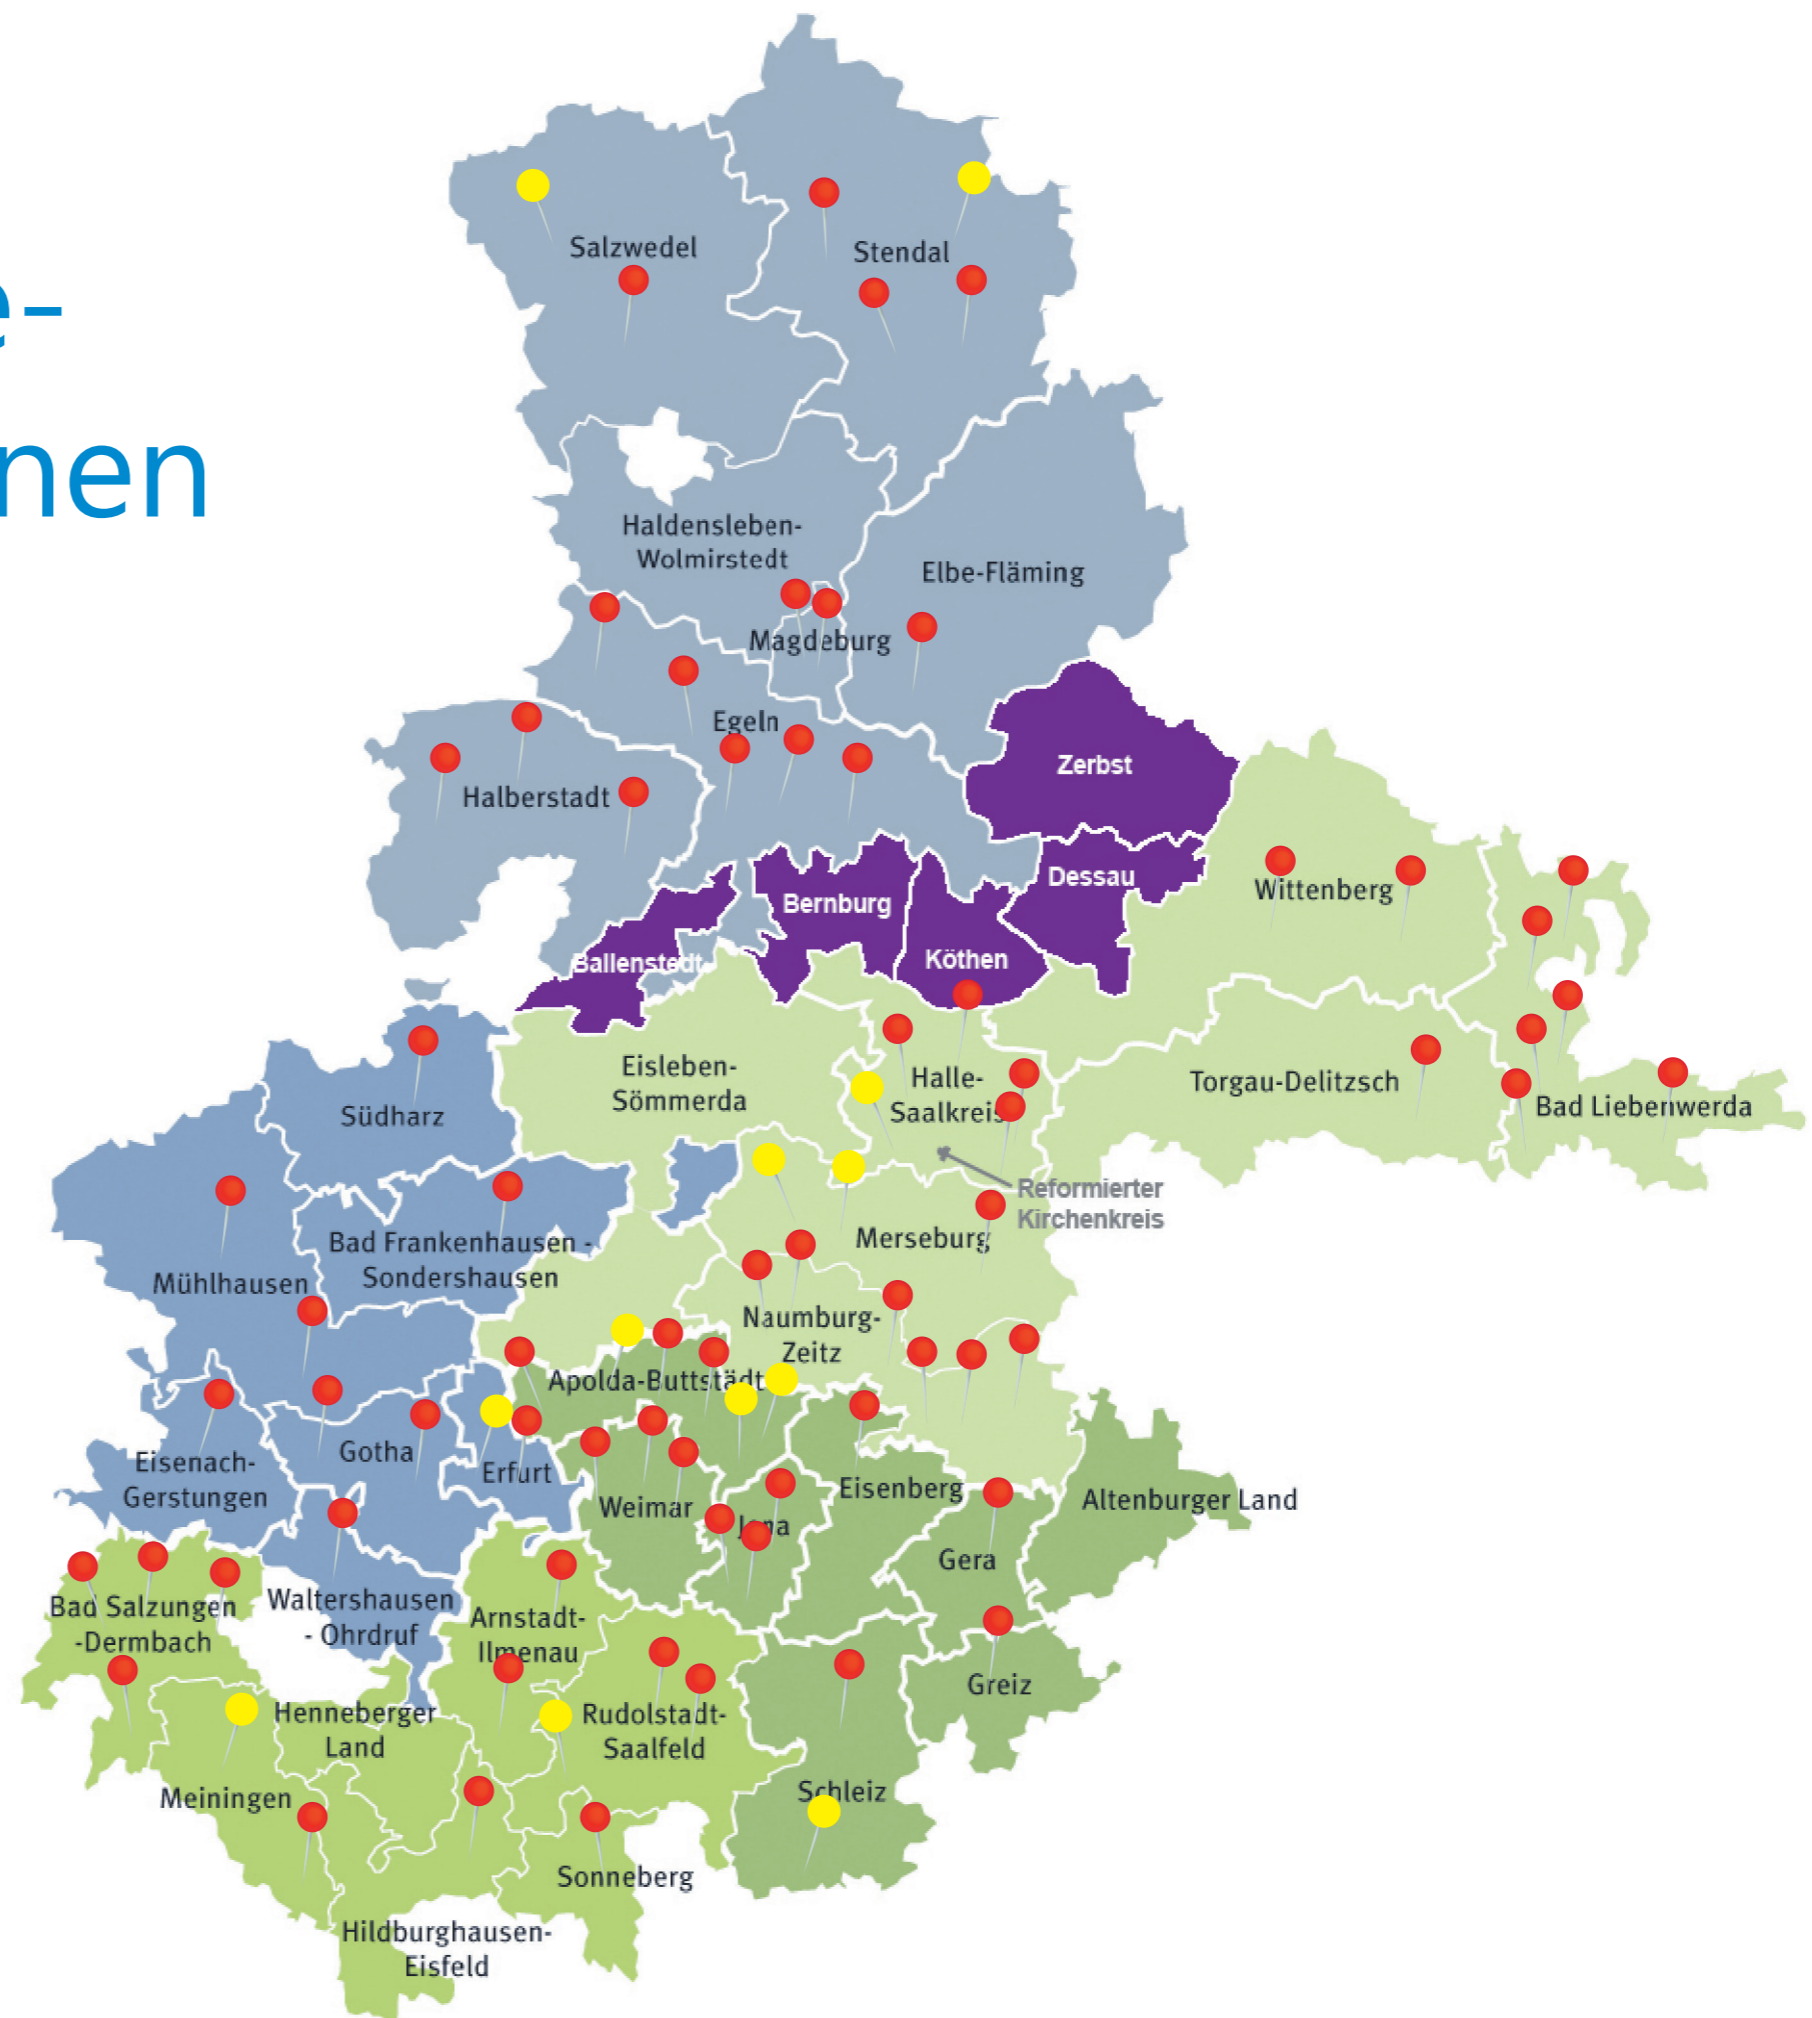 e-
nen
Salzwedel
Stendal
Haldensleben-
Wolmirstedt
Elbe-Fläming
Magdeburg
Egeln
Zerbst
Halberstadt
Dessau
Wittenberg
Bernburg
Köthen
Ballenstedt
Eisleben-
Sömmerda
Halle-
Saalkreis
Torgau-Delitzsch
Bad Liebenwerda
Südharz
Reformierter
Kirchenkreis
Merseburg
Bad Frankenhausen -
Sondershausen
Mühlhausen
Naumburg-
Zeitz
Apolda-Buttstädt
Gotha
Eisenach-
Gerstungen
Erfurt
Weimar
Eisenberg
Altenburger Land
Jena
Gera
Bad Salzungen
-Dermbach
Waltershausen
- Ohrdruf
Arnstadt-
Ilmenau
Greiz
Henneberger
Land
Rudolstadt-
Saalfeld
Meiningen
Schleiz
Sonneberg
Hildburghausen-
Eisfeld